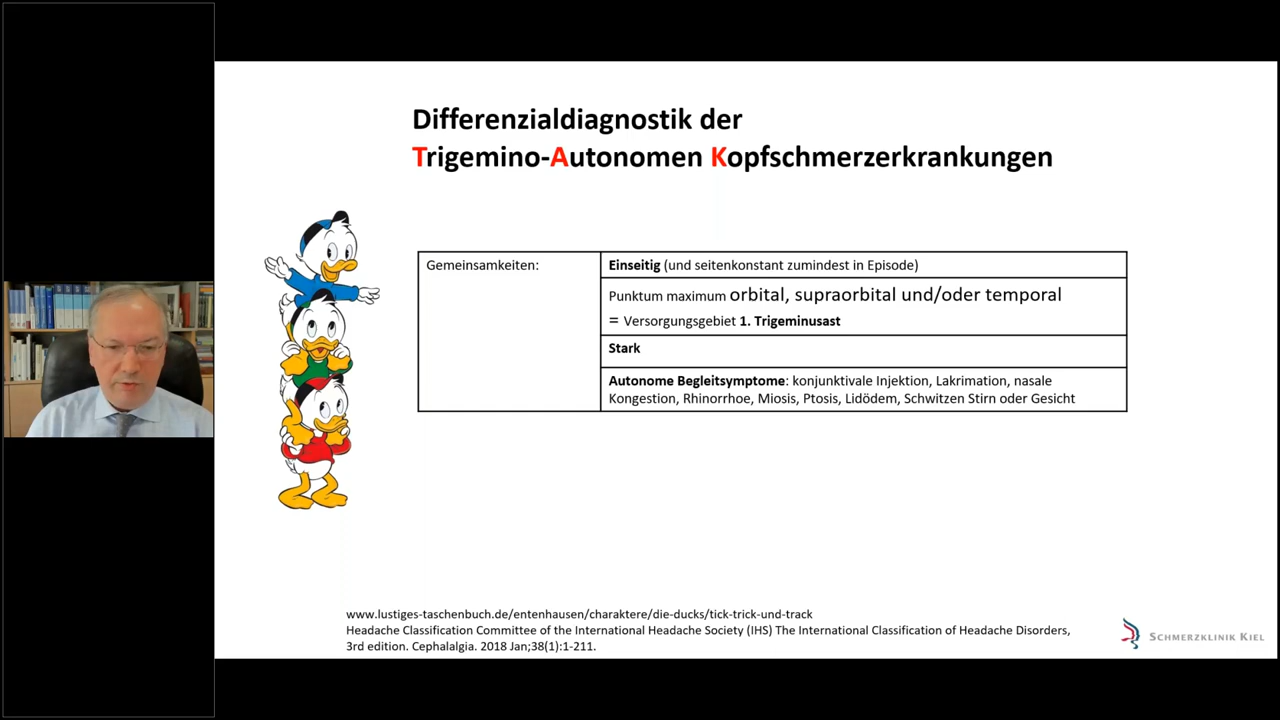 Differenzialdiagnostik der
Trigemino-Autonomen Kopfschmerzerkrankungen
Gemeinsamkeiten:
Einseitig (und seitenkonstant zumindest in Episode)
Punktum maximum orbital, supraorbital und/oder temporal
= Versorgungsgebiet 1. Trigeminusast
Stark
Autonome Begleitsymptome: konjunktivale Injektion, Lakrimation, nasale
Kongestion, Rhinorrhoe, Miosis, Ptosis, Lidödem, Schwitzen Stirn oder Gesicht
www.lustiges-taschenbuch.de/entenhausen/charaktere/die-ducks/tick-trick-und-track
Headache Classification Committee of the International Headache Society (IHS) The International Classification of Headache Disorders,
3rd edition. Cephalalgia. 2018 Jan;38(1):1-211.
SCHMERZKLINIK KIEL